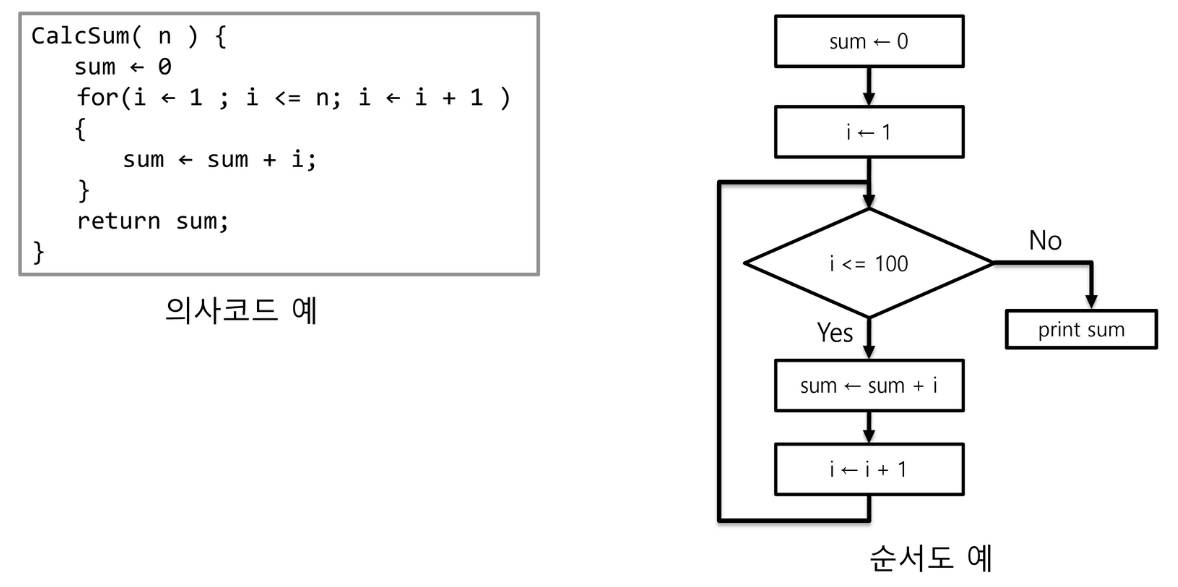 CalcSum( n ) {
sum ← 0
for(i ← 1 ; i <= n; i ← i + 1 )
{
sum ← sum + i;
}
return sum;
}
의사코드 예
sum ← 0
i ← 1
i <= 100
No
print sum
Yes
sum ← sum + i
i ← i + 1
순서도 예